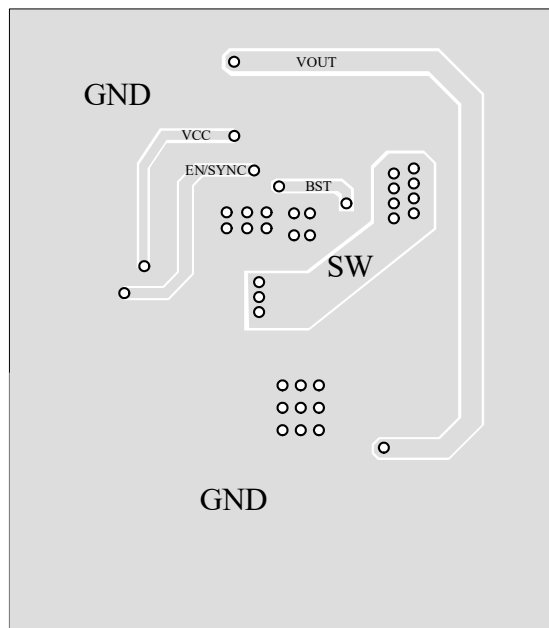 VOUT
GND
VCC
EN/SYNC
BST
SW
GND